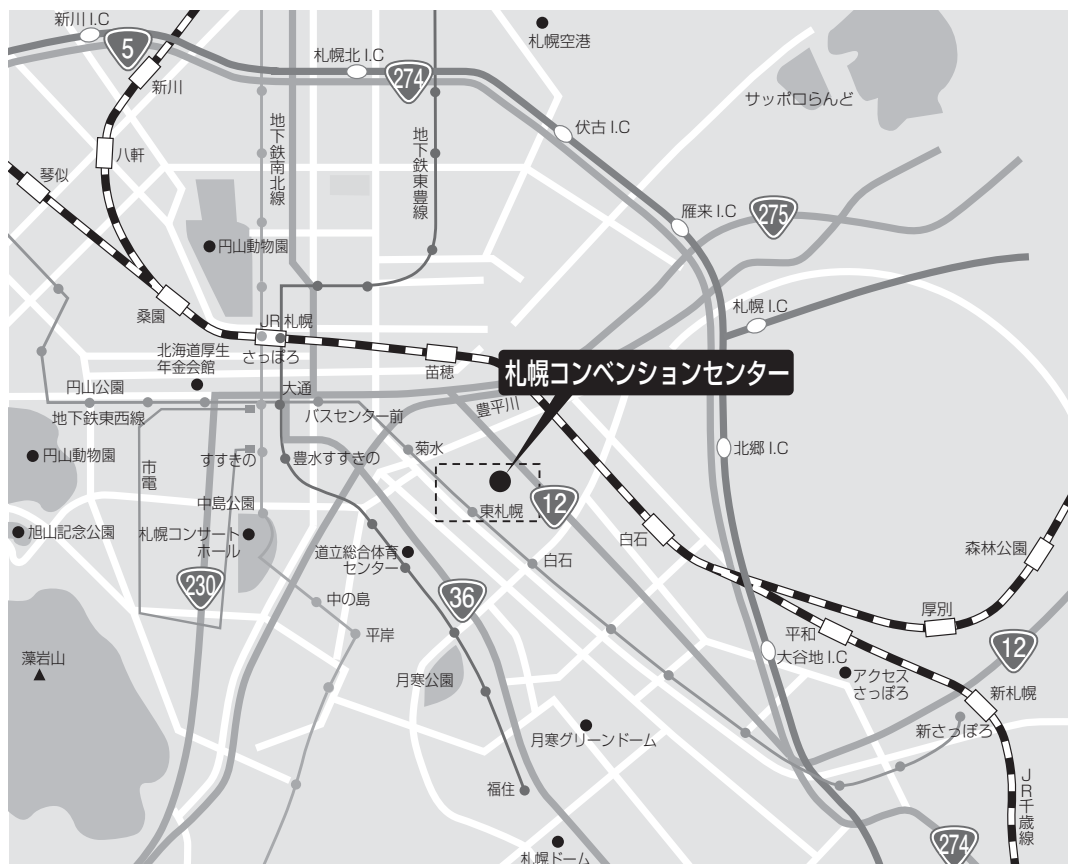 新川 I.C
札幌空港
5
札幌北 I.C
274
新川
サッポロらんど
地下鉄南北線
地下鉄東豊線
伏古 I.C
八軒
琴似
雁来 I.C
275
円山動物園
札幌 I.C
桑園
JR 札幌
さっぽろ
北海道厚生
年金会館
苗穂
札幌コンベンションセンター
円山公園
大通
豊平川
地下鉄東西線
バスセンター前
菊水
北郷 I.C
円山動物園
市電
すすきの
豊水すすきの
中島公園
東札幌
12
旭山記念公園
札幌コンサート
ホール
道立総合体育
センター
白石
白石
森林公園
230
36
中の島
厚別
平岸
平和
12
藻岩山
大谷地 I.C
月寒公園
アクセス
さっぽろ
新札幌
月寒グリーンドーム
新さっぽろ
福住
JR千歳線
札幌ドーム
274